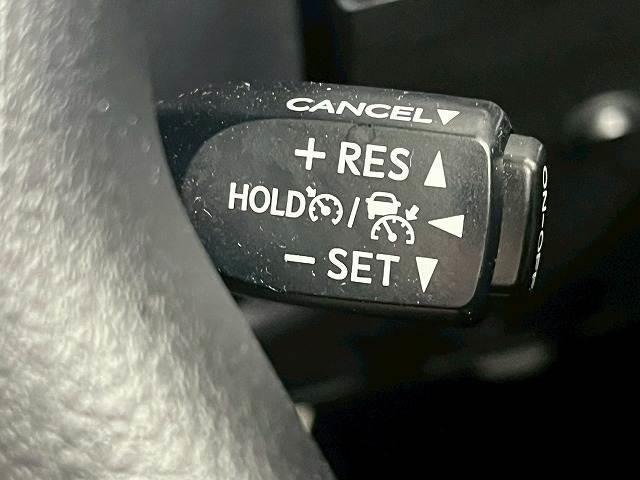 CANCEL▼
+ RES ▲
HOLD / ◀
− SET ▼
ON-OFF